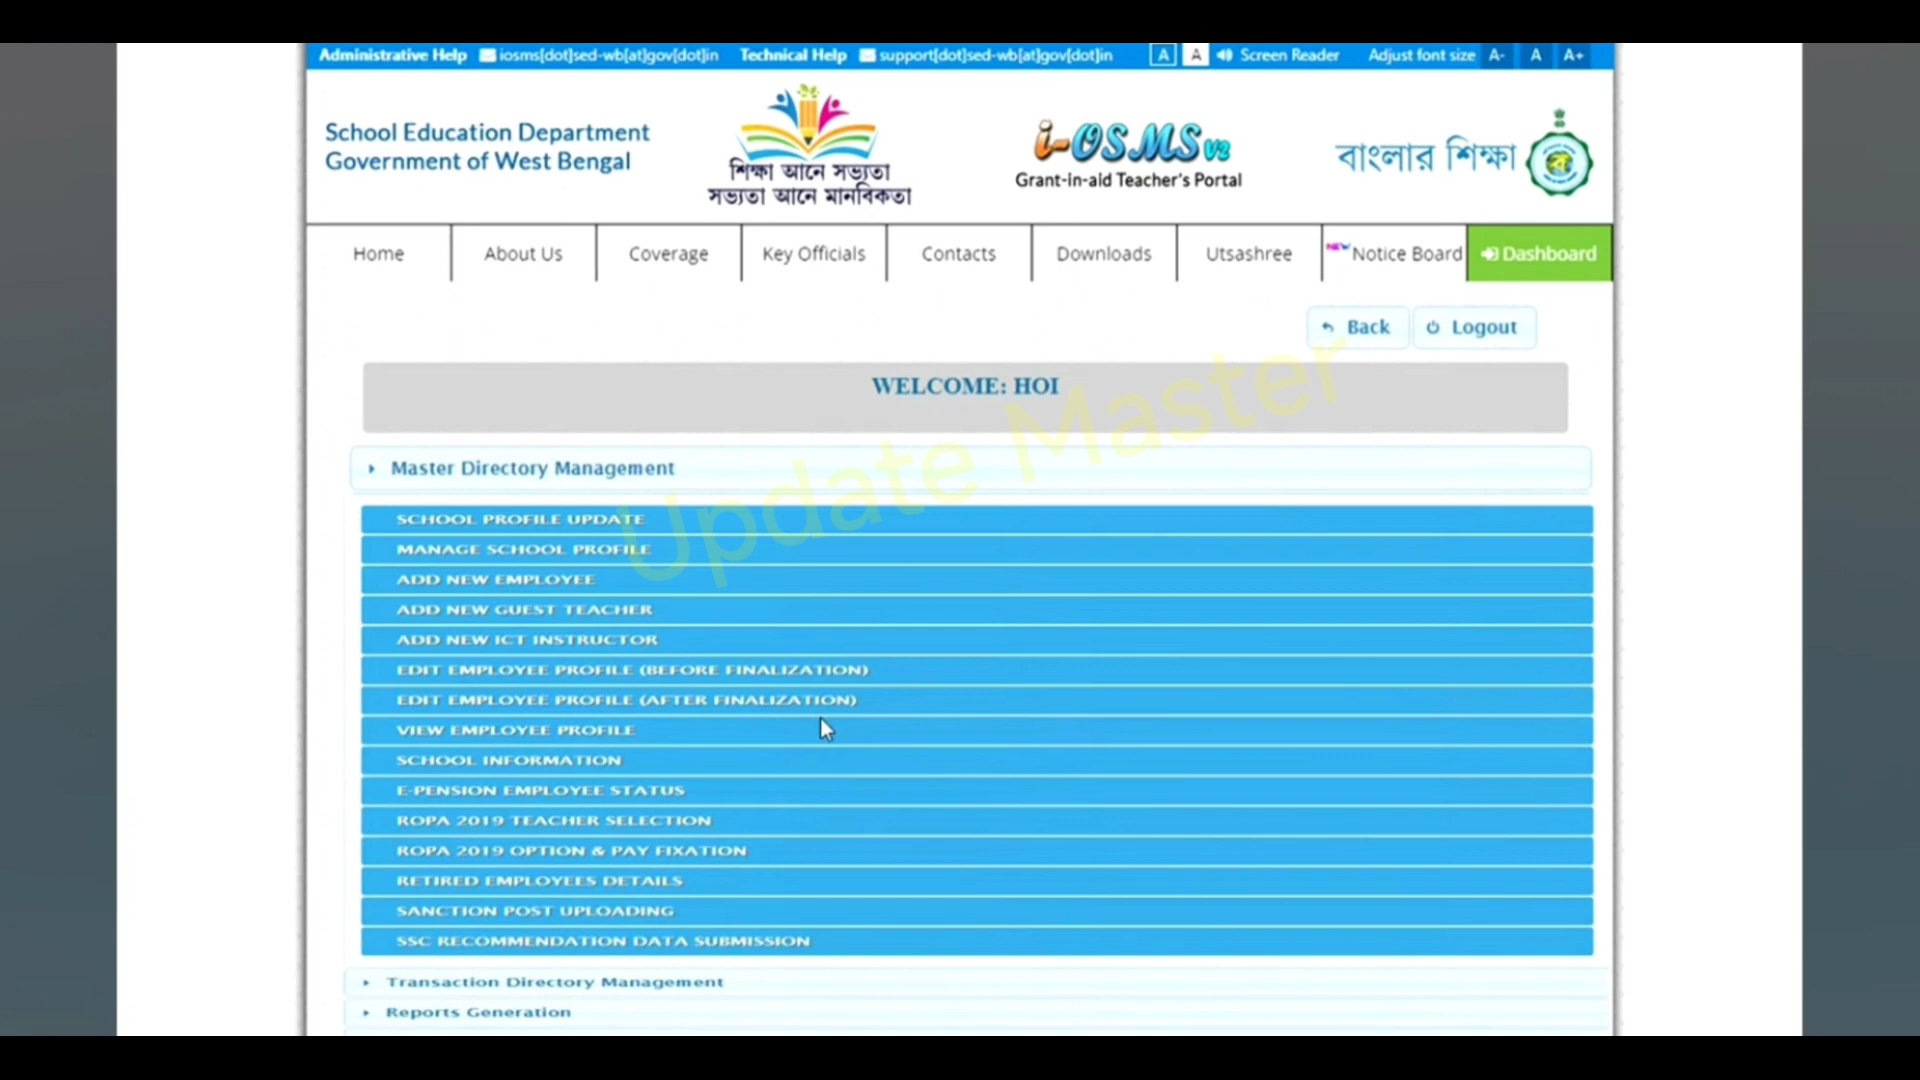 Administrative Help iosms[dot]sed-wb[at]gov[dot]in Technical Help support[dot]sed-wb[at]gov[dot]in A A Screen Reader Adjust font size A- A A+
School Education Department
Government of West Bengal
শিক্ষা আনে সভ্যতা
সভ্যতা আনে মানবিকতা
i-OSMS V2
Grant-in-aid Teacher's Portal
বাংলার শিক্ষা
Home About Us Coverage Key Officials Contacts Downloads Utsashree NEW Notice Board Dashboard
Back Logout
WELCOME: HOI
Update Master
Master Directory Management
SCHOOL PROFILE UPDATE
MANAGE SCHOOL PROFILE
ADD NEW EMPLOYEE
ADD NEW GUEST TEACHER
ADD NEW ICT INSTRUCTOR
EDIT EMPLOYEE PROFILE (BEFORE FINALIZATION)
EDIT EMPLOYEE PROFILE (AFTER FINALIZATION)
VIEW EMPLOYEE PROFILE
SCHOOL INFORMATION
E-PENSION EMPLOYEE STATUS
ROPA 2019 TEACHER SELECTION
ROPA 2019 OPTION & PAY FIXATION
RETIRED EMPLOYEES DETAILS
SANCTION POST UPLOADING
SSC RECOMMENDATION DATA SUBMISSION
Transaction Directory Management
Reports Generation